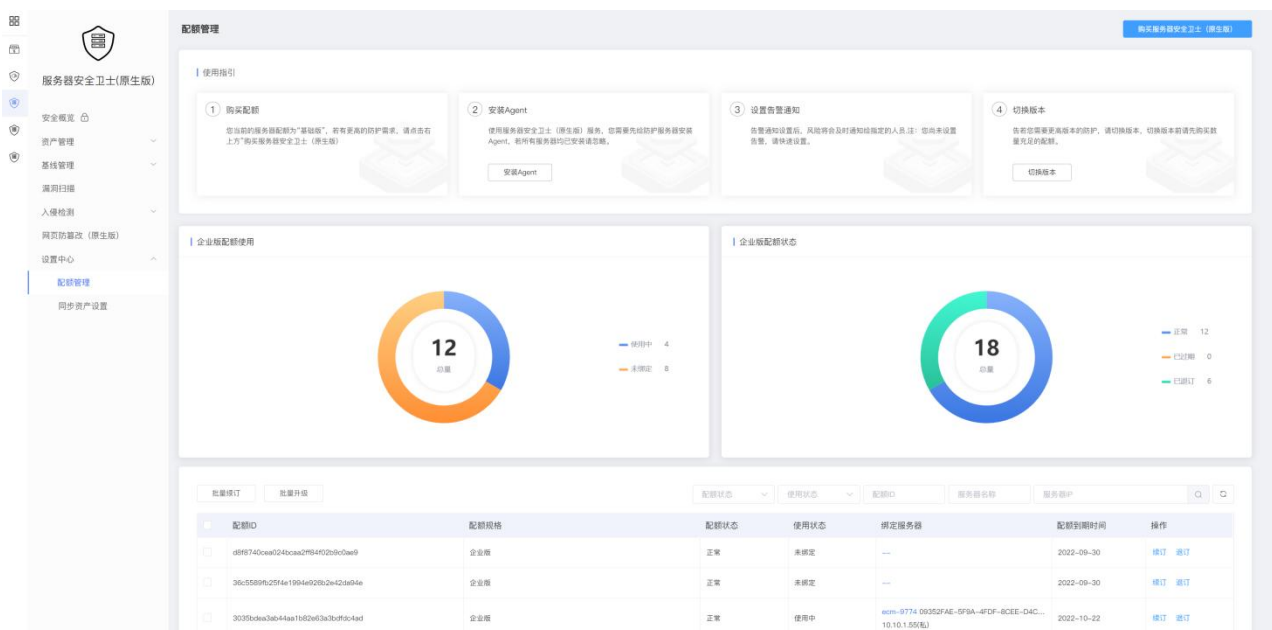 配额管理
购买服务器安全卫士（原生版）
服务器安全卫士(原生版)
安全概览
资产管理
基线管理
漏洞扫描
入侵检测
网页防篡改（原生版）
设置中心
配额管理
同步资产设置
使用指引
1 购买配额
您当前的服务器配额为"基础版"，若有更高的防护需求，请点击右
上方"购买服务器安全卫士（原生版）
2 安装Agent
使用服务器安全卫士（原生版）服务，您需要先给防护服务器安装
Agent，若所有服务器均已安装请忽略。
安装Agent
3 设置告警通知
告警通知设置后，风险将会及时通知给指定的人员,注：您尚未设置
告警，请快速设置。
4 切换版本
告若您需要更高版本的防护，请切换版本，切换版本前请先购买数
量充足的配额。
切换版本
企业版配额使用
12
总量
使用中 4
未绑定 8
企业版配额状态
18
总量
正常 12
已过期 0
已退订 6
批量续订
批量升级
配额状态
使用状态
配额ID
服务器名称
服务器IP
配额ID 配额规格 配额状态 使用状态 绑定服务器 配额到期时间 操作
d8f8740cea024bcaa2ff84f02b9c0ae9 企业版 正常 未绑定 --- 2022-09-30 续订 退订
36c5589fb25f4e1994e926b2e42da94e 企业版 正常 未绑定 --- 2022-09-30 续订 退订
3035bdea3ab44aa1b82e63a3bdfdc4ad 企业版 正常 使用中 ecm-9774 09352FAE-5F9A-4FDF-8CEE-D4C... 2022-10-22 续订 退订
10.10.1.55(私)